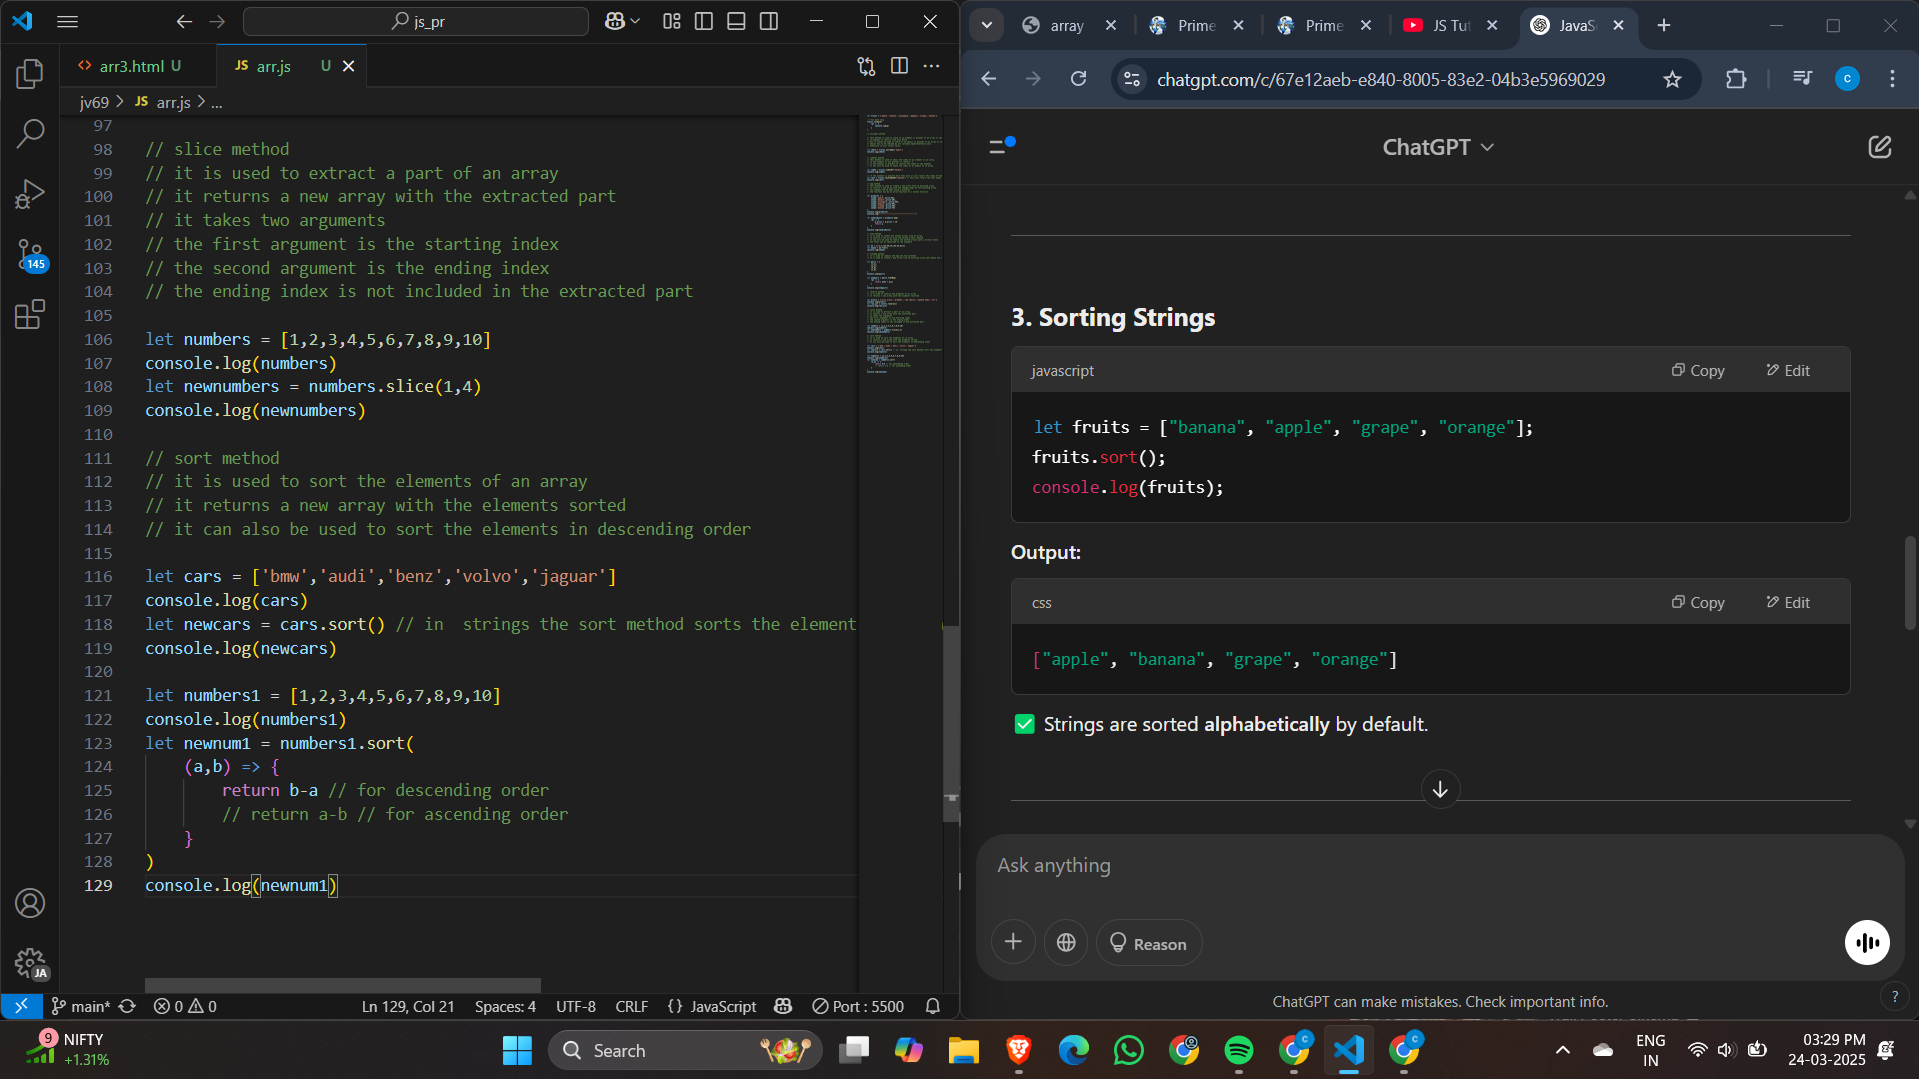 js_pr
arr3.html U
JS arr.js U
jv69 > JS arr.js > ...
97
98 // slice method
99 // it is used to extract a part of an array
100 // it returns a new array with the extracted part
101 // it takes two arguments
102 // the first argument is the starting index
103 // the second argument is the ending index
104 // the ending index is not included in the extracted part
105
106 let numbers = [1,2,3,4,5,6,7,8,9,10]
107 console.log(numbers)
108 let newnumbers = numbers.slice(1,4)
109 console.log(newnumbers)
110
111 // sort method
112 // it is used to sort the elements of an array
113 // it returns a new array with the elements sorted
114 // it can also be used to sort the elements in descending order
115
116 let cars = ['bmw','audi','benz','volvo','jaguar']
117 console.log(cars)
118 let newcars = cars.sort() // in  strings the sort method sorts the element
119 console.log(newcars)
120
121 let numbers1 = [1,2,3,4,5,6,7,8,9,10]
122 console.log(numbers1)
123 let newnum1 = numbers1.sort(
124     (a,b) => {
125         return b-a // for descending order
126         // return a-b // for ascending order
127     }
128 )
129 console.log(newnum1)
145
JA
main* 0 0 Ln 129, Col 21 Spaces: 4 UTF-8 CRLF {} JavaScript Port : 5500
array
Prime
Prime
JS Tut
JavaS
chatgpt.com/c/67e12aeb-e840-8005-83e2-04b3e5969029
C
ChatGPT
3. Sorting Strings
javascript Copy Edit
let fruits = ["banana", "apple", "grape", "orange"];
fruits.sort();
console.log(fruits);
Output:
css Copy Edit
["apple", "banana", "grape", "orange"]
Strings are sorted alphabetically by default.
Ask anything
Reason
ChatGPT can make mistakes. Check important info.
?
9
NIFTY
+1.31%
Search
ENG
IN
03:29 PM
24-03-2025